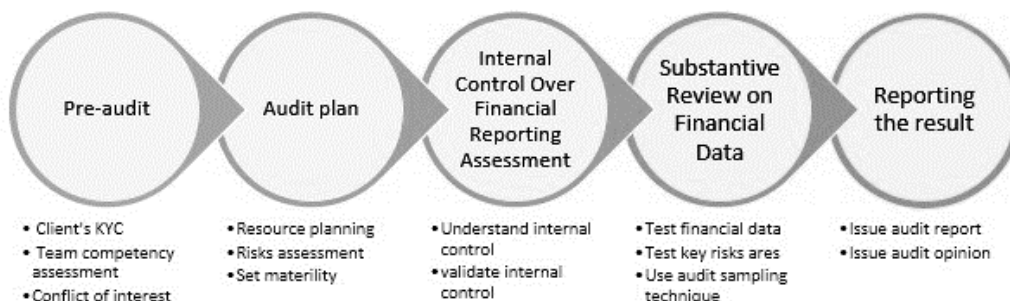 Pre-audit
Audit plan
Internal
Control Over
Financial
Reporting
Assessment
Substantive
Review on
Financial
Data
Reporting
the result
• Client's KYC
• Team competency
assessment
•Conflict of interest
•Resource planning
•Risks assessment
•Set materility
•Understand internal
control
•validate internal
control
•Test financial data
•Test key risks ares
•Use audit sampling
technique
•Issue audit report
•Issue audit opinion